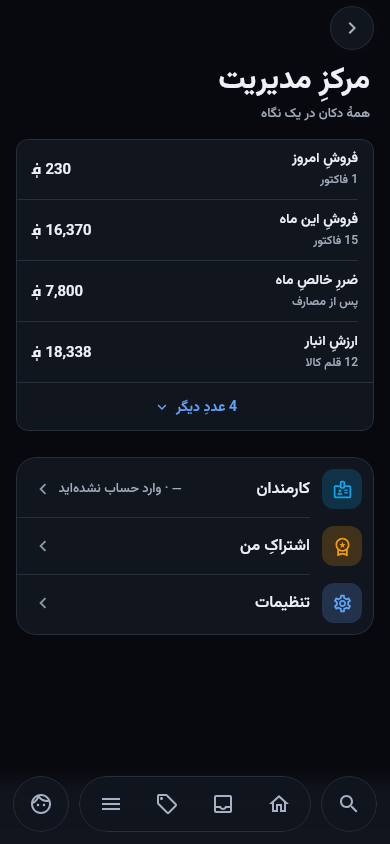 مرکزِ مدیریت
همهٔ دکان در یک نگاه
فروشِ امروز
1 فاکتور
230 ؋
فروشِ این ماه
15 فاکتور
16,370 ؋
ضررِ خالصِ ماه
پس از مصارف
7,800 ؋
ارزشِ انبار
12 قلم کالا
18,338 ؋
4 عددِ دیگر
کارمندان
— · وارد حساب نشده‌اید
اشتراکِ من
تنظیمات